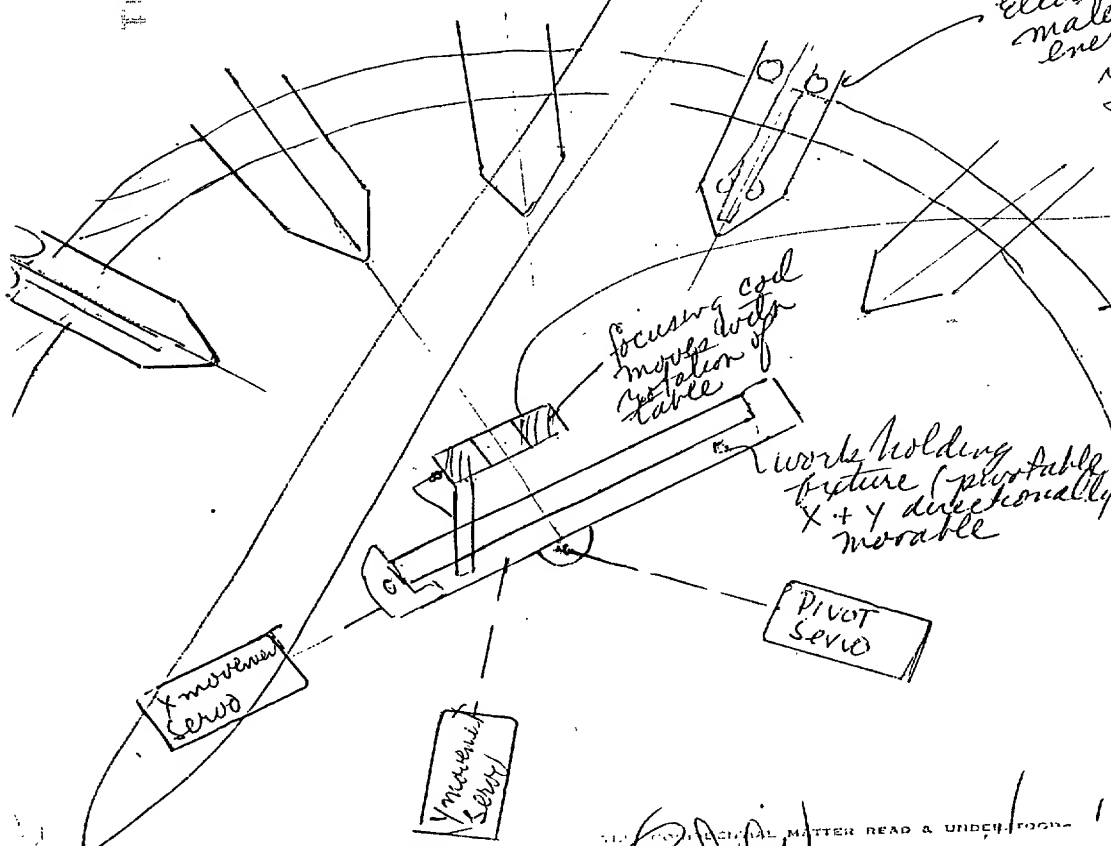 focusing coil
moves with
rotation of
table
work holding
fixture (pivotable,
X + Y directionally
movable
PIVOT
Servo
X movement
Servo
Y movement
Servo
CONFIDENTIAL MATTER READ & UNDERSTOOD